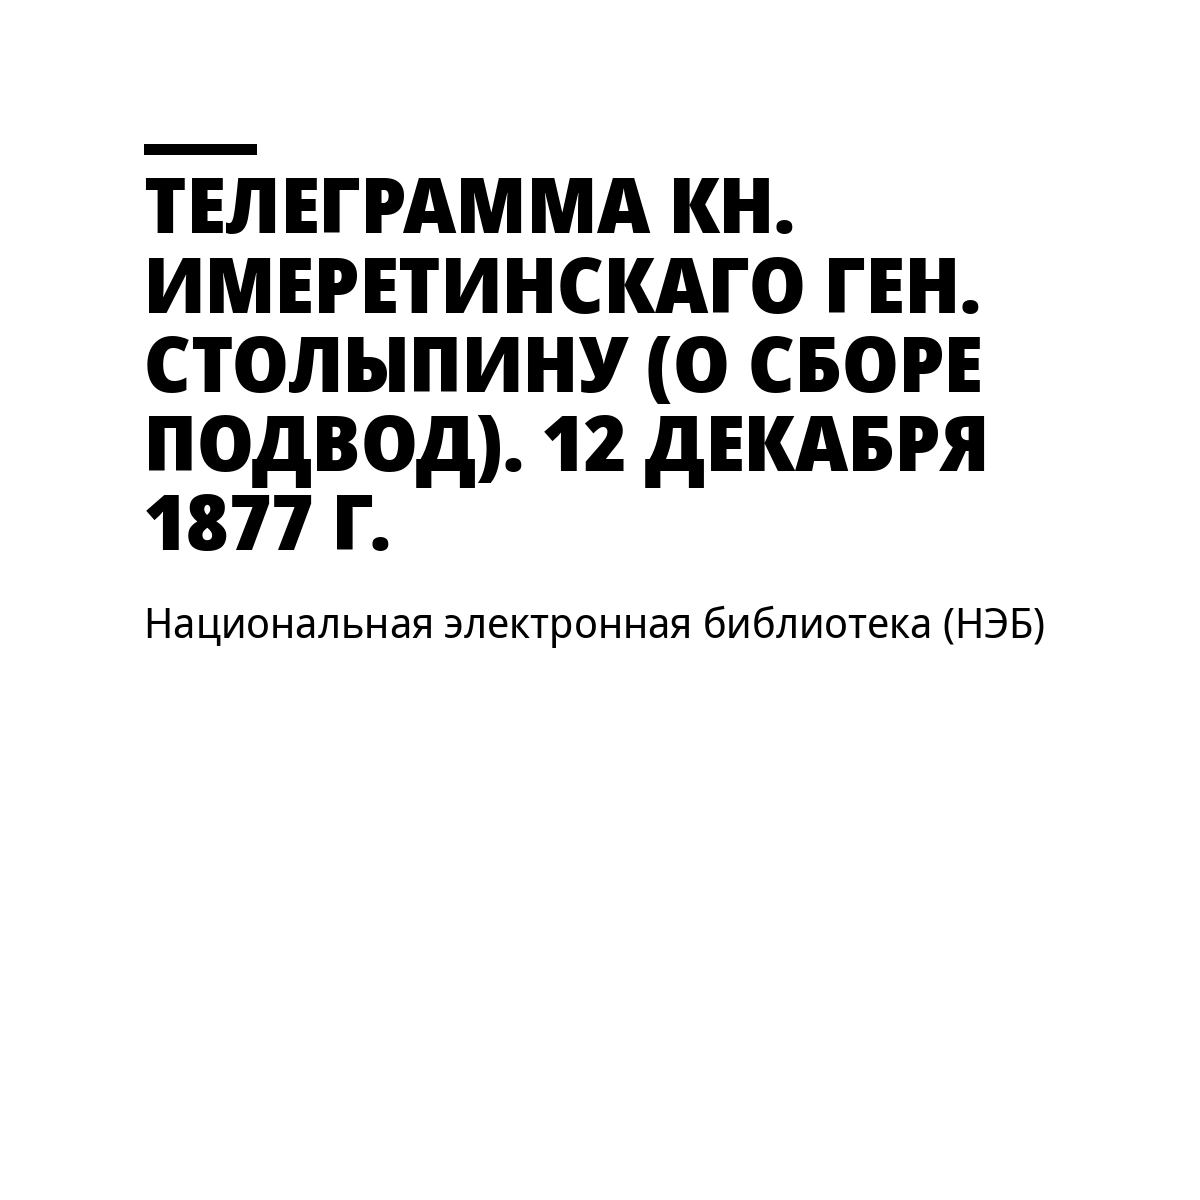 ТЕЛЕГРАММА КН.
ИМЕРЕТИНСКАГО ГЕН.
СТОЛЫПИНУ (О СБОРЕ
ПОДВОД). 12 ДЕКАБРЯ
1877 Г.
Национальная электронная библиотека (НЭБ)